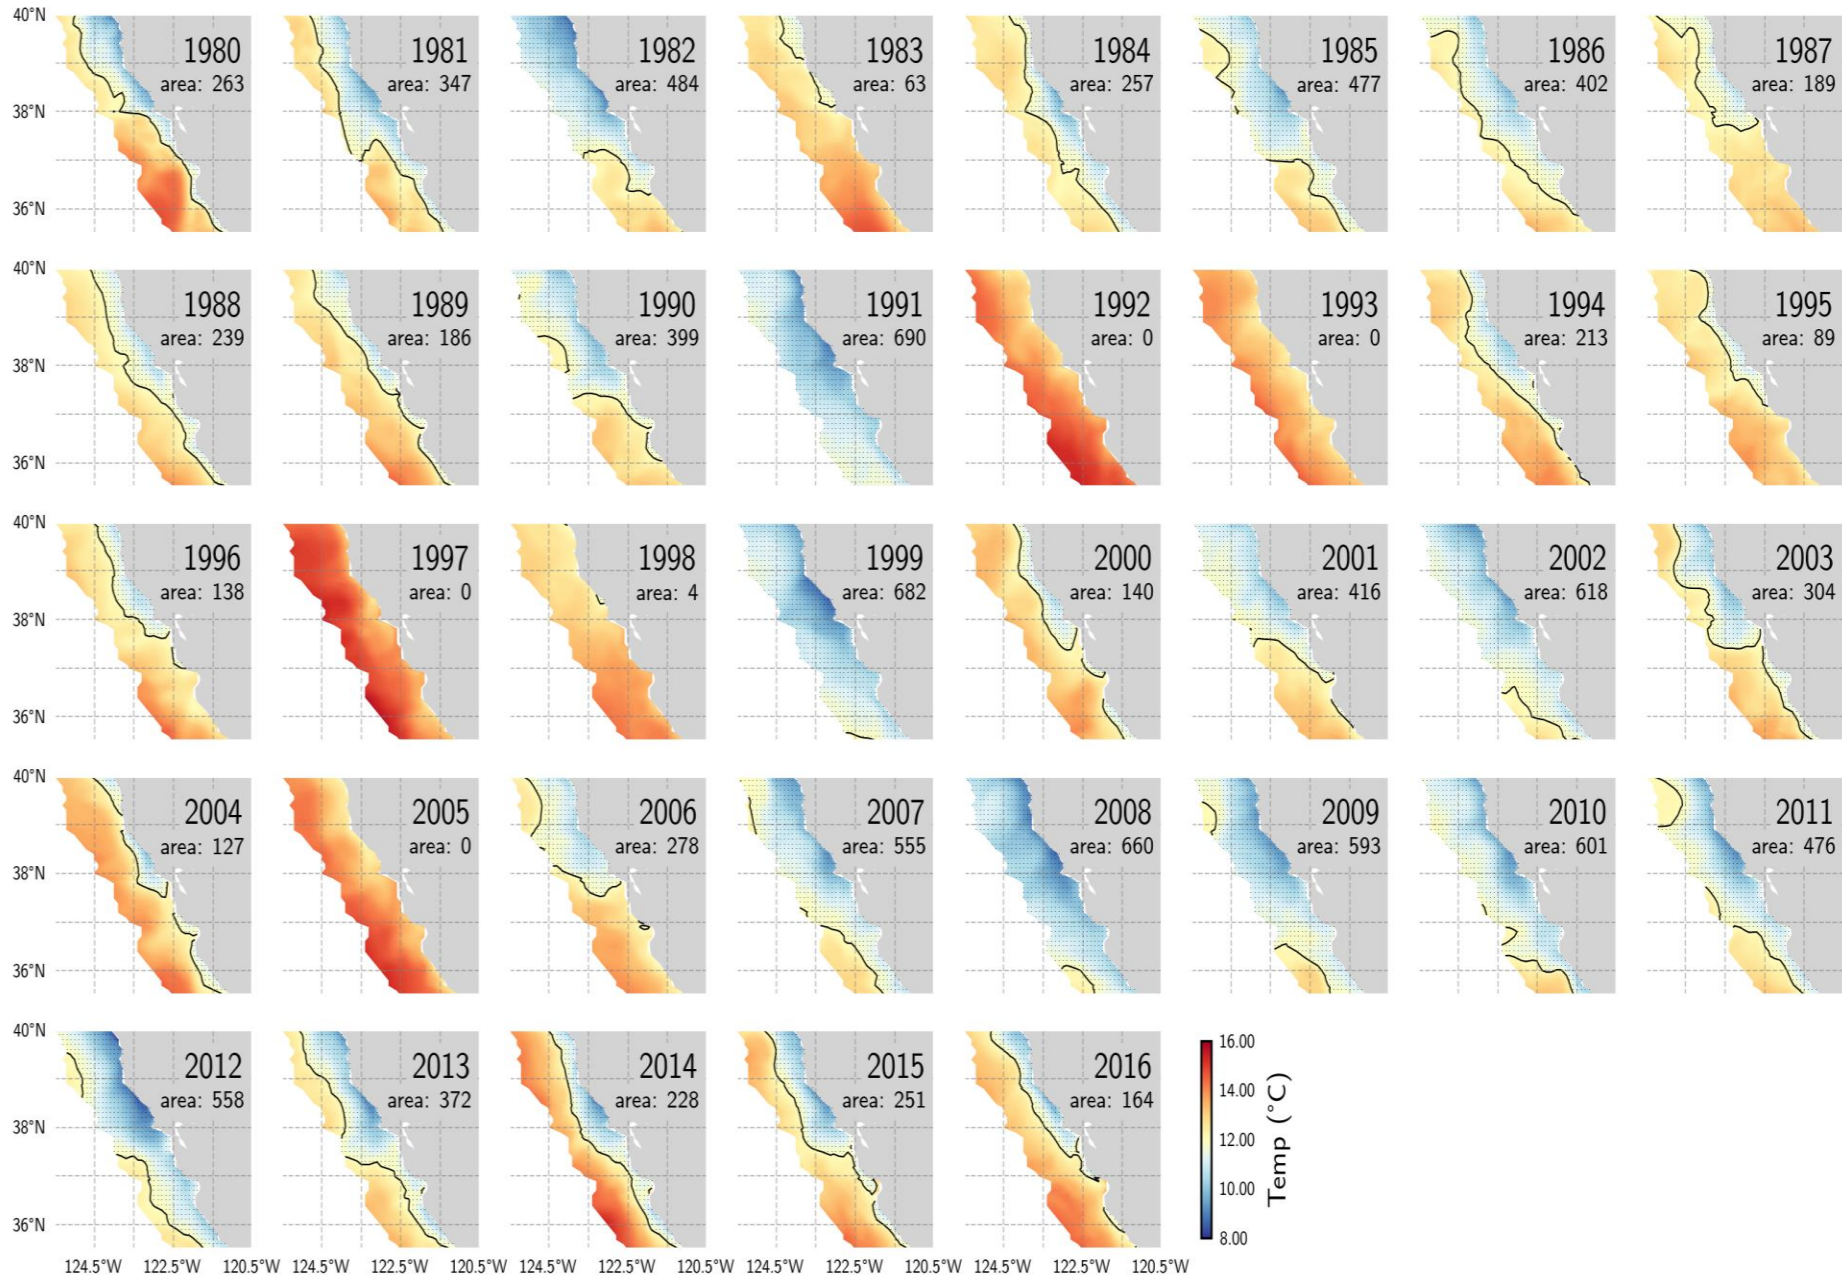 40°N
1980
area: 263
1981
area: 347
1982
area: 484
1983
area: 63
1984
area: 257
1985
area: 477
1986
area: 402
1987
area: 189
38°N
36°N
40°N
1988
area: 239
1989
area: 186
1990
area: 399
1991
area: 690
1992
area: 0
1993
area: 0
1994
area: 213
1995
area: 89
38°N
36°N
40°N
1996
area: 138
1997
area: 0
1998
area: 4
1999
area: 682
2000
area: 140
2001
area: 416
2002
area: 618
2003
area: 304
38°N
36°N
40°N
2004
area: 127
2005
area: 0
2006
area: 278
2007
area: 555
2008
area: 660
2009
area: 593
2010
area: 601
2011
area: 476
38°N
36°N
40°N
2012
area: 558
2013
area: 372
2014
area: 228
2015
area: 251
2016
area: 164
38°N
36°N
124.5°W 122.5°W 120.5°W 124.5°W 122.5°W 120.5°W 124.5°W 122.5°W 120.5°W 124.5°W 122.5°W 120.5°W 124.5°W 122.5°W 120.5°W
16.00
14.00
12.00
10.00
8.00
Temp (°C)